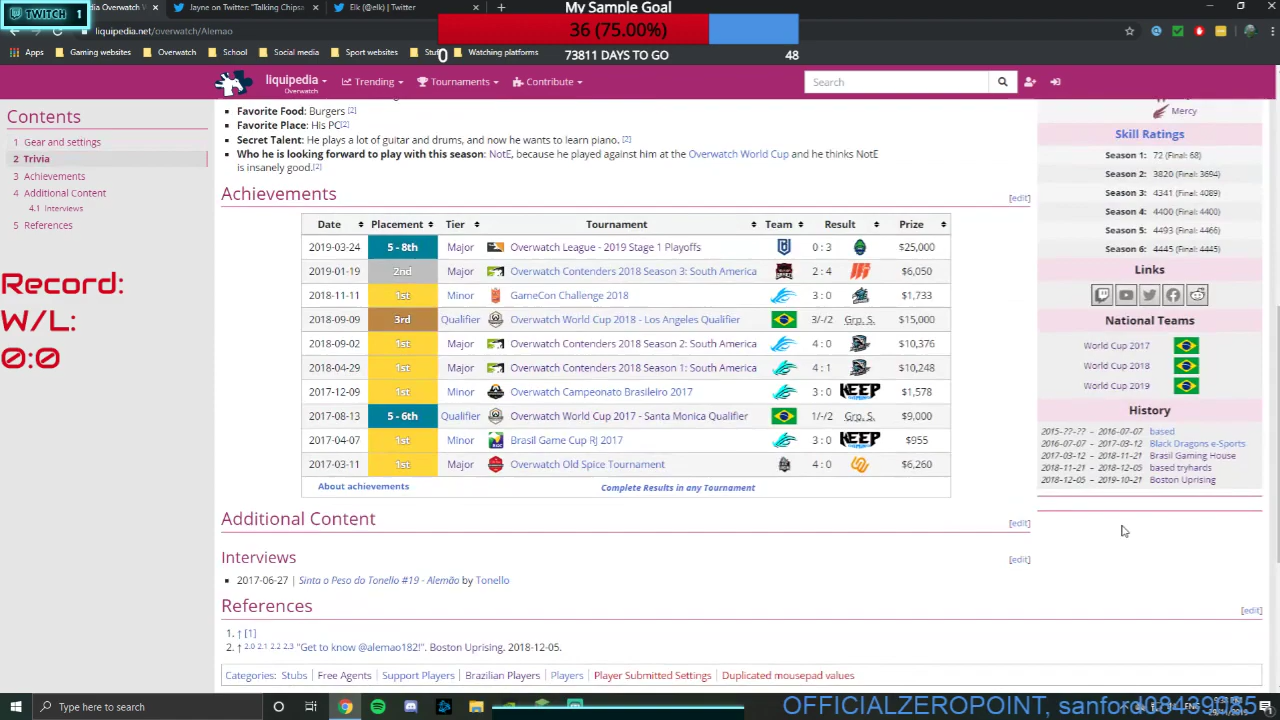 TWITCH 1
Jayne on Twitter: "Talking Chipsa
Elk (@elk) | Twitter
My Sample Goal
36 (75.00%)
0
73811 DAYS TO GO
48
liquipedia.net/overwatch/Alemao
Apps
Gaming websites
Overwatch
School
Social media
Sport websites
Watching platforms
liquipedia
Overwatch
Trending
Tournaments
Contribute
Search
Contents
1 Gear and settings
2 Trivia
3 Achievements
4 Additional Content
4.1 Interviews
5 References
Record:
W/L:
0:0
Favorite Food: Burgers [2]
Favorite Place: His PC[2]
Secret Talent: He plays a lot of guitar and drums, and now he wants to learn piano. [2]
Who he is looking forward to play with this season: NotE, because he played against him at the Overwatch World Cup and he thinks NotE
is insanely good.[2]
Achievements
[edit]
Date Placement Tier Tournament Team Result Prize
2019-03-24 5 - 8th Major Overwatch League - 2019 Stage 1 Playoffs 0 : 3 $25,000
2019-01-19 2nd Major Overwatch Contenders 2018 Season 3: South America 2 : 4 $6,050
2018-11-11 1st Minor GameCon Challenge 2018 3 : 0 $1,733
2018-09-09 3rd Qualifier Overwatch World Cup 2018 - Los Angeles Qualifier 3/-/2 Grp. S. $15,000
2018-09-02 1st Major Overwatch Contenders 2018 Season 2: South America 4 : 0 $10,376
2018-04-29 1st Major Overwatch Contenders 2018 Season 1: South America 4 : 1 $10,248
2017-12-09 1st Minor Overwatch Campeonato Brasileiro 2017 3 : 0 KEEP $1,578
2017-08-13 5 - 6th Qualifier Overwatch World Cup 2017 - Santa Monica Qualifier 1/-/2 Grp. S. $9,000
2017-04-07 1st Minor Brasil Game Cup RJ 2017 3 : 0 KEEP $955
2017-03-11 1st Major Overwatch Old Spice Tournament 4 : 0 $6,260
About achievements
Complete Results in any Tournament
Additional Content
[edit]
Interviews
[edit]
2017-06-27 | Sinta o Peso do Tonello #19 - Alemão by Tonello
References
[edit]
1. ↑ [1]
2. ↑ 2.0 2.1 2.2 2.3 "Get to know @alemao182!". Boston Uprising. 2018-12-05.
Categories: Stubs Free Agents Support Players Brazilian Players Players Player Submitted Settings Duplicated mousepad values
Mercy
Skill Ratings
Season 1: 72 (Final: 68)
Season 2: 3820 (Final: 3694)
Season 3: 4341 (Final: 4089)
Season 4: 4400 (Final: 4400)
Season 5: 4493 (Final: 4466)
Season 6: 4445 (Final: 4445)
Links
National Teams
World Cup 2017
World Cup 2018
World Cup 2019
History
2015-??-?? - 2016-07-07 based
2016-07-07 - 2017-03-12 Black Dragons e-Sports
2017-03-12 - 2018-11-21 Brasil Gaming House
2018-11-21 - 2018-12-05 based tryhards
2018-12-05 - 2019-10-21 Boston Uprising
Type here to search
OFFICIALZEROPOINT,